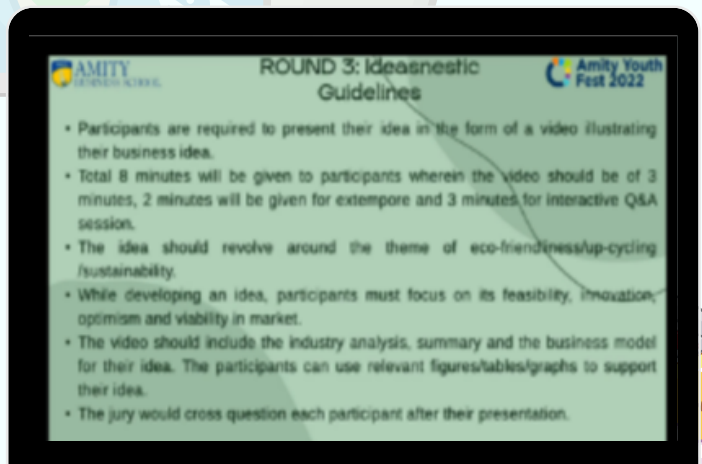 AMITY
BUSINESS SCHOOL
ROUND 3: Ideasnestic
Guidelines
Amity Youth
Fest 2022
• Participants are required to present their idea in the form of a video illustrating
their business idea.
• Total 8 minutes will be given to participants wherein the video should be of 3
minutes, 2 minutes will be given for extempore and 3 minutes for interactive Q&A
session.
• The idea should revolve around the theme of eco-friendliness/up-cycling
/sustainability.
• While developing an idea, participants must focus on its feasibility, innovation,
optimism and viability in market.
• The video should include the industry analysis, summary and the business model
for their idea. The participants can use relevant figures/tables/graphs to support
their idea.
• The jury would cross question each participant after their presentation.